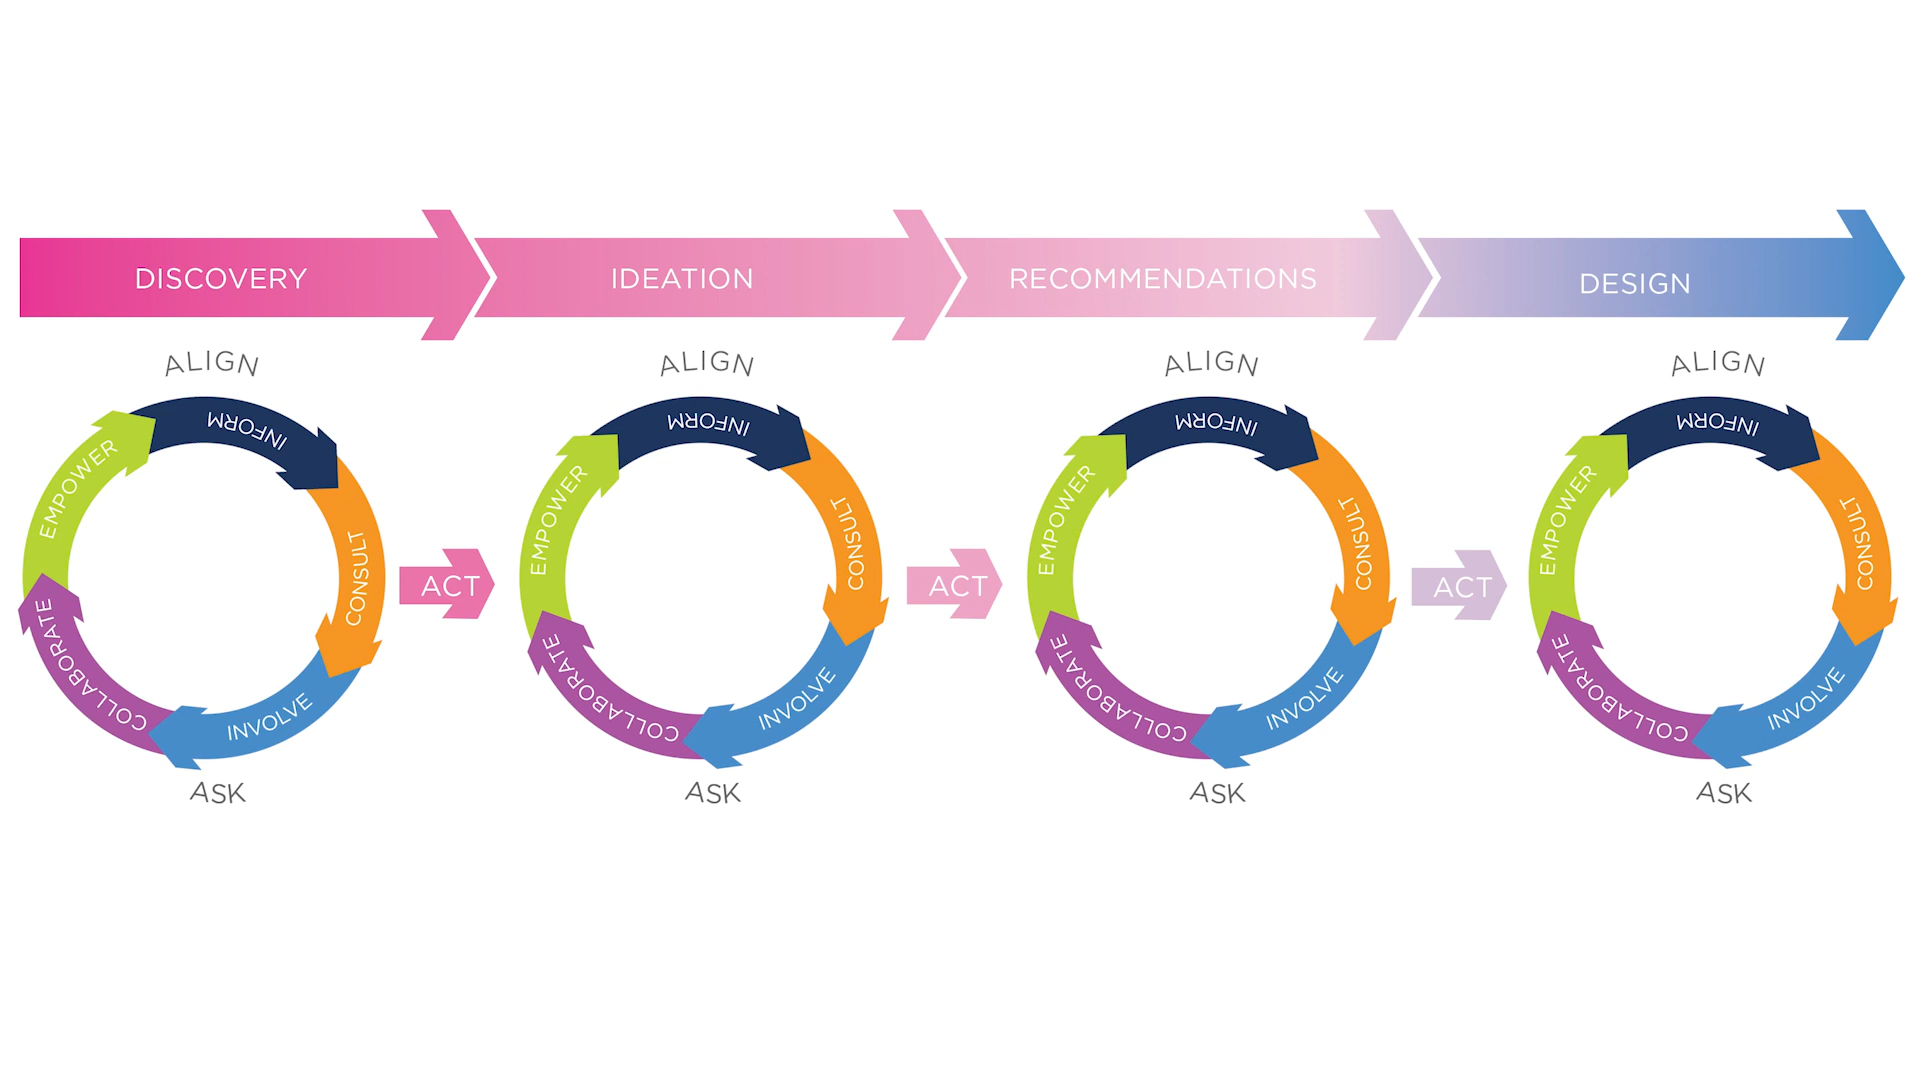 DISCOVERY
IDEATION
RECOMMENDATIONS
DESIGN
ALIGN
INFORM
CONSULT
INVOLVE
COLLABORATE
EMPOWER
ASK
ACT
ALIGN
INFORM
CONSULT
INVOLVE
COLLABORATE
EMPOWER
ASK
ACT
ALIGN
INFORM
CONSULT
INVOLVE
COLLABORATE
EMPOWER
ASK
ACT
ALIGN
INFORM
CONSULT
INVOLVE
COLLABORATE
EMPOWER
ASK